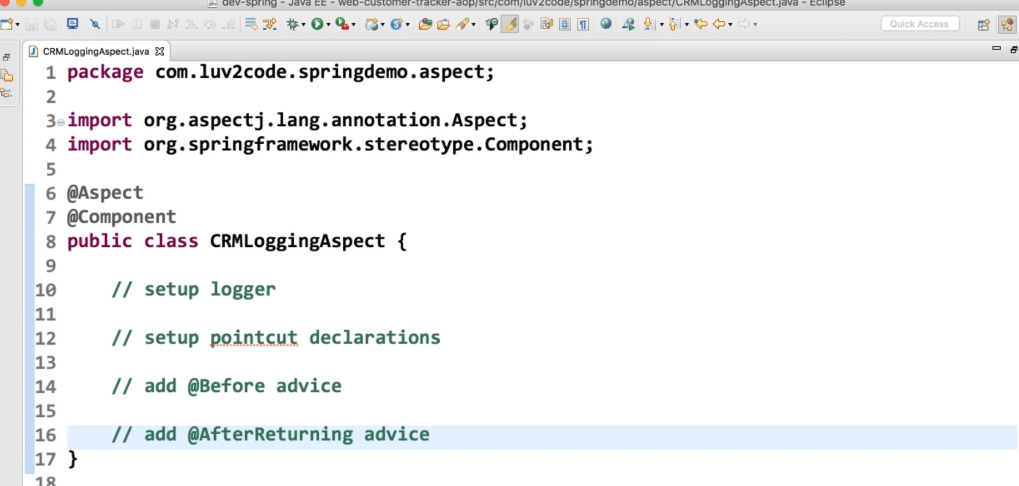 dev-spring - Java EE - web-customer-tracker-aop/src/com/luv2code/springdemo/aspect/CRMLoggingAspect.java - Eclipse
Quick Access
CRMLoggingAspect.java
1 package com.luv2code.springdemo.aspect;
2
3 import org.aspectj.lang.annotation.Aspect;
4 import org.springframework.stereotype.Component;
5
6 @Aspect
7 @Component
8 public class CRMLoggingAspect {
9
10 // setup logger
11
12 // setup pointcut declarations
13
14 // add @Before advice
15
16 // add @AfterReturning advice
17 }
18